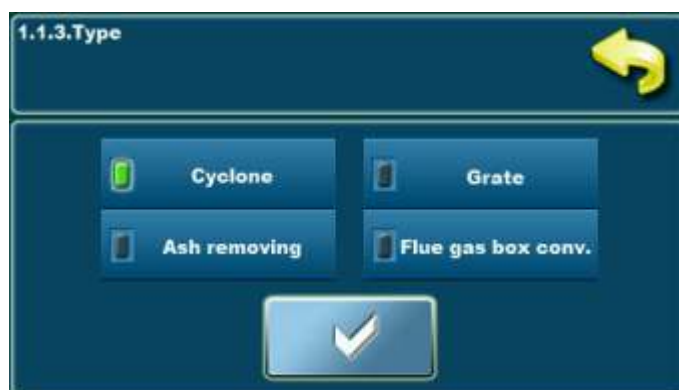 1.1.3.Type
Cyclone
Grate
Ash removing
Flue gas box conv.